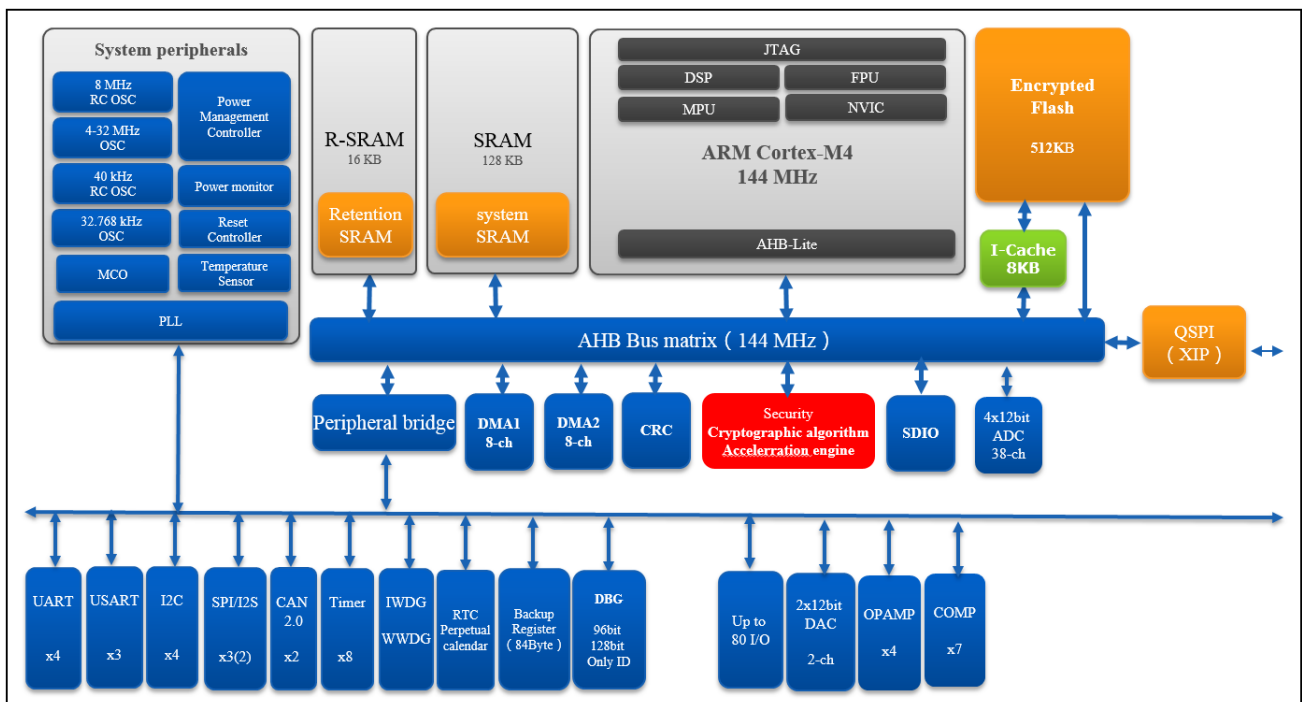 System peripherals
8 MHz
RC OSC
4-32 MHz
OSC
40 kHz
RC OSC
32.768 kHz
OSC
MCO
Power
Management
Controller
Power monitor
Reset
Controller
Temperature
Sensor
PLL
R-SRAM
16 KB
Retention
SRAM
SRAM
128 KB
system
SRAM
JTAG
DSP
FPU
MPU
NVIC
ARM Cortex-M4
144 MHz
AHB-Lite
Encrypted
Flash
512KB
I-Cache
8KB
AHB Bus matrix ( 144 MHz )
QSPI
( XIP )
Peripheral bridge
DMA1
8-ch
DMA2
8-ch
CRC
Security
Cryptographic algorithm
Accelerration engine
SDIO
4x12bit
ADC
38-ch
UART
x4
USART
x3
I2C
x4
SPI/I2S
x3(2)
CAN
2.0
x2
Timer
x8
IWDG
WWDG
RTC
Perpetual
calendar
Backup
Register
( 84Byte )
DBG
96bit
128bit
Only ID
Up to
80 I/O
2x12bit
DAC
2-ch
OPAMP
x4
COMP
x7